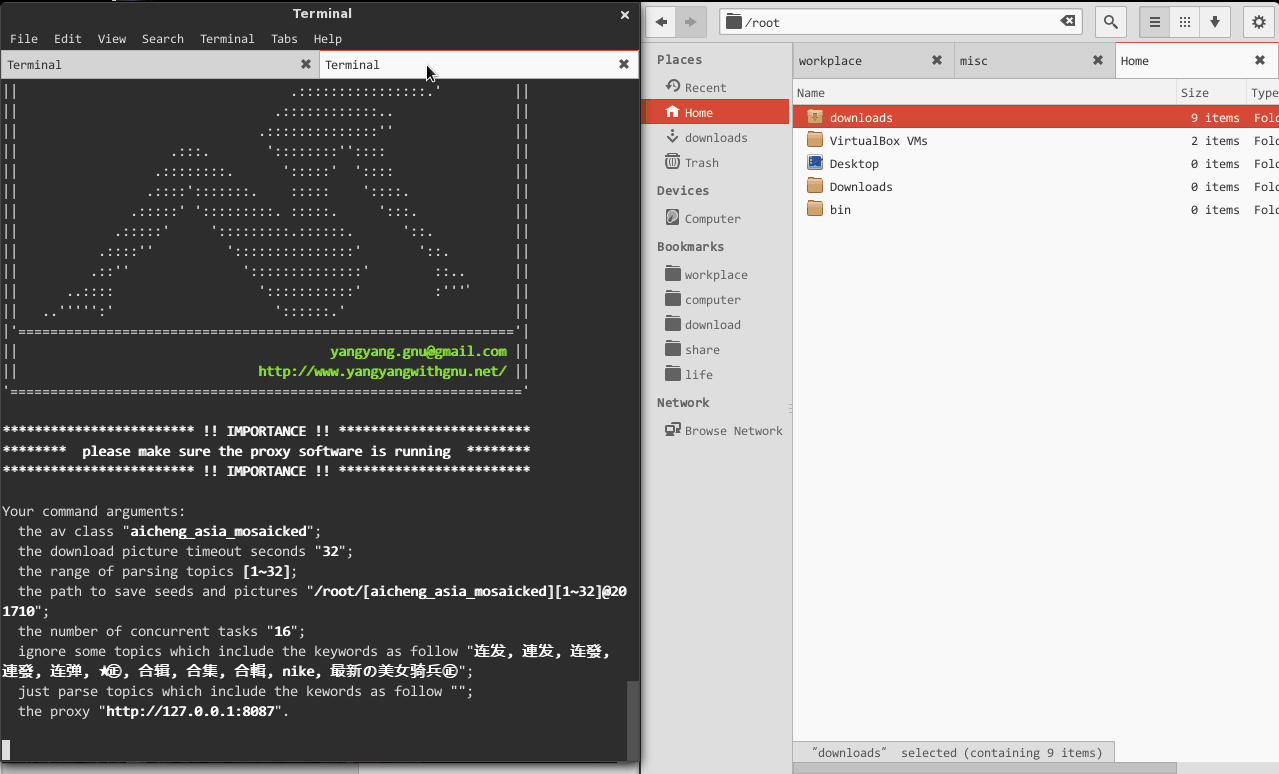 Terminal
File Edit View Search Terminal Tabs Help
Terminal
Terminal
yangyang.gnu@gmail.com
http://www.yangyangwithgnu.net/
************************ !! IMPORTANCE !! ************************
******** please make sure the proxy software is running ********
************************ !! IMPORTANCE !! ************************
Your command arguments:
the av class "aicheng_asia_mosaicked";
the download picture timeout seconds "32";
the range of parsing topics [1~32];
the path to save seeds and pictures "/root/[aicheng_asia_mosaicked][1~32]@20
1710";
the number of concurrent tasks "16";
ignore some topics which include the keywords as follow "连发, 連发, 连發,
連發, 连弹, ★㊣, 合辑, 合集, 合輯, nike, 最新の美女骑兵㊣";
just parse topics which include the kewords as follow "";
the proxy "http://127.0.0.1:8087".
/root
Places
Recent
Home
downloads
Trash
Devices
Computer
Bookmarks
workplace
computer
download
share
life
Network
Browse Network
workplace
misc
Home
Name Size Type
downloads 9 items Fold
VirtualBox VMs 2 items Fold
Desktop 0 items Fold
Downloads 0 items Fold
bin 0 items Fold
"downloads" selected (containing 9 items)